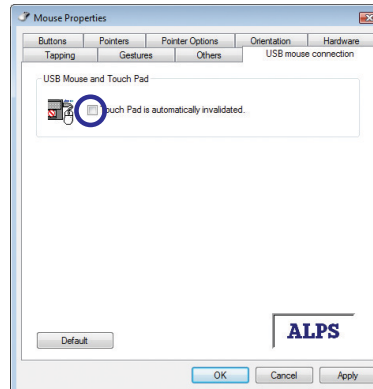 Mouse Properties
Buttons Pointers Pointer Options Orientation Hardware
Tapping Gestures Others USB mouse connection
USB Mouse and Touch Pad
Touch Pad is automatically invalidated.
ALPS
Default
OK Cancel Apply